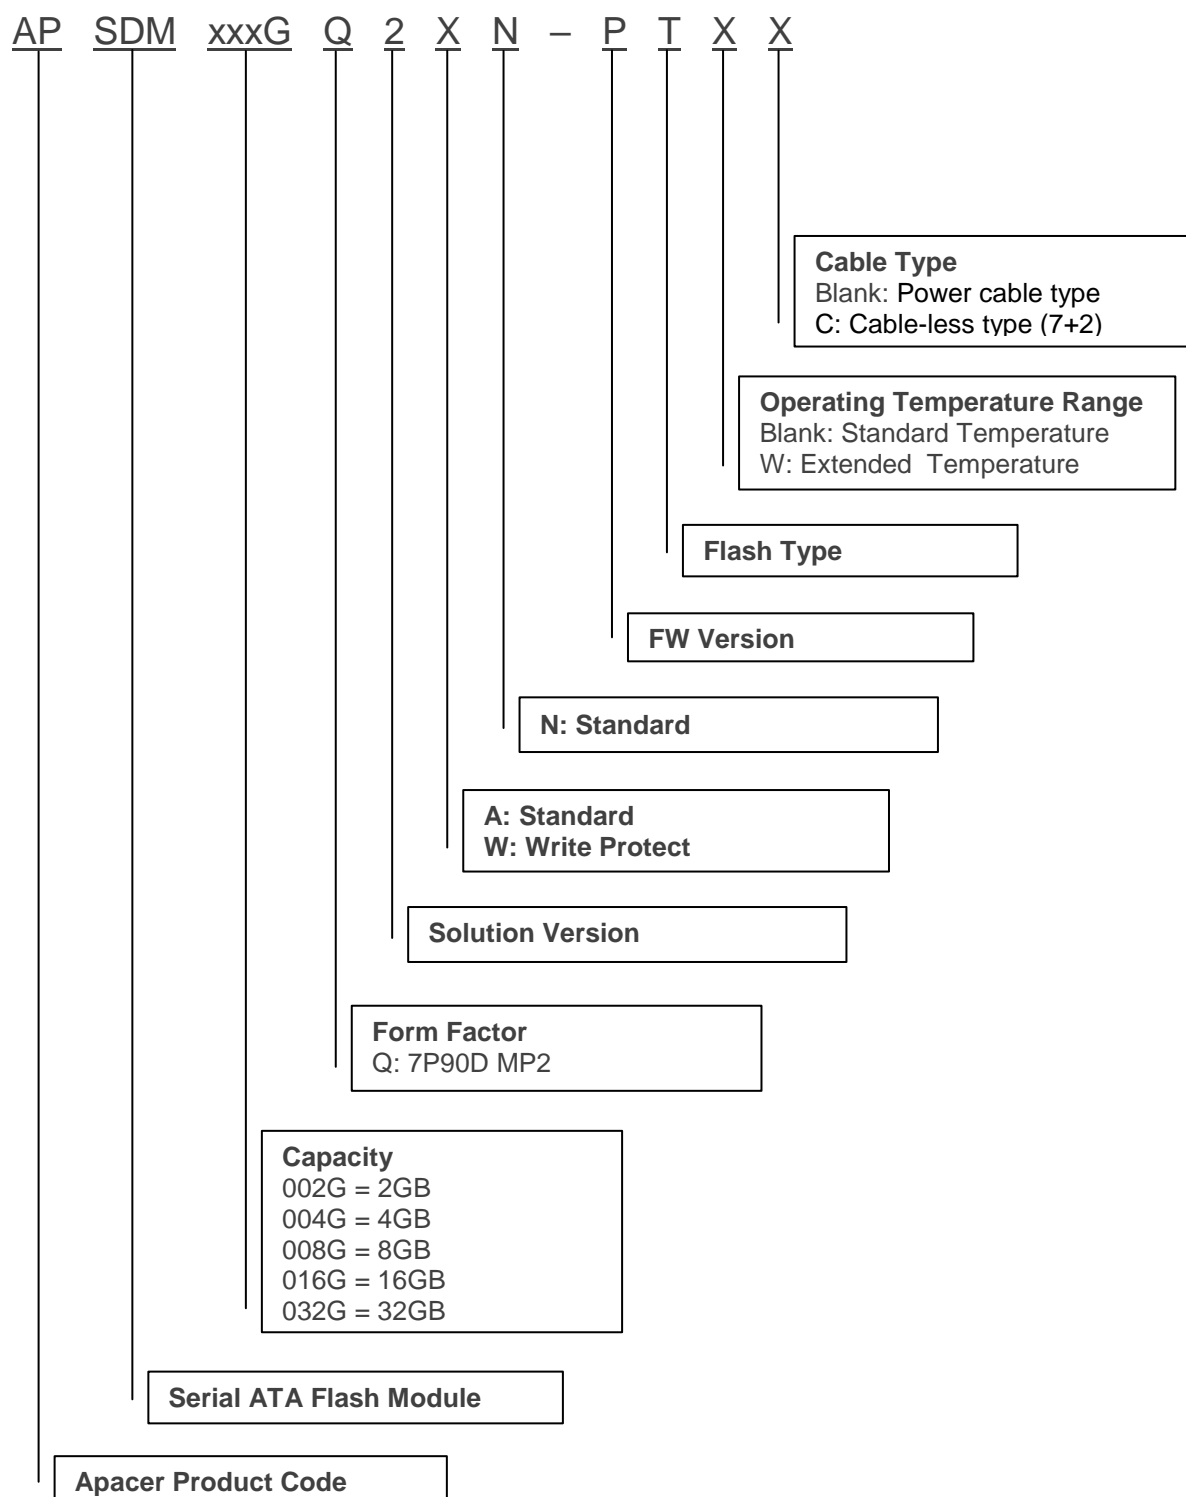 AP SDM xxxG Q 2 X N – P T X X
Cable Type
Blank: Power cable type
C: Cable-less type (7+2)
Operating Temperature Range
Blank: Standard Temperature
W: Extended Temperature
Flash Type
FW Version
N: Standard
A: Standard
W: Write Protect
Solution Version
Form Factor
Q: 7P90D MP2
Capacity
002G = 2GB
004G = 4GB
008G = 8GB
016G = 16GB
032G = 32GB
Serial ATA Flash Module
Apacer Product Code